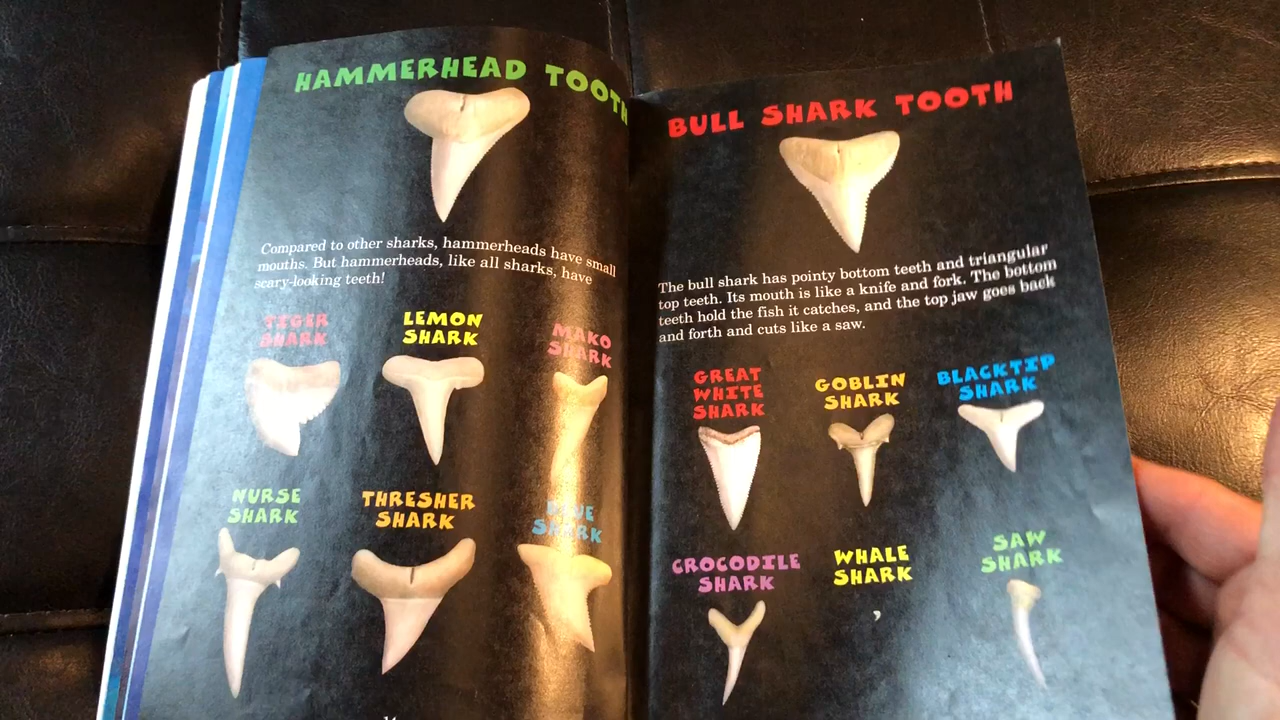 HAMMERHEAD TOOTH
Compared to other sharks, hammerheads have small
mouths. But hammerheads, like all sharks, have
scary-looking teeth!
TIGER
SHARK
LEMON
SHARK
MAKO
SHARK
NURSE
SHARK
THRESHER
SHARK
BLUE
SHARK
BULL SHARK TOOTH
The bull shark has pointy bottom teeth and triangular
top teeth. Its mouth is like a knife and fork. The bottom
teeth hold the fish it catches, and the top jaw goes back
and forth and cuts like a saw.
GREAT
WHITE
SHARK
GOBLIN
SHARK
BLACKTIP
SHARK
CROCODILE
SHARK
WHALE
SHARK
SAW
SHARK